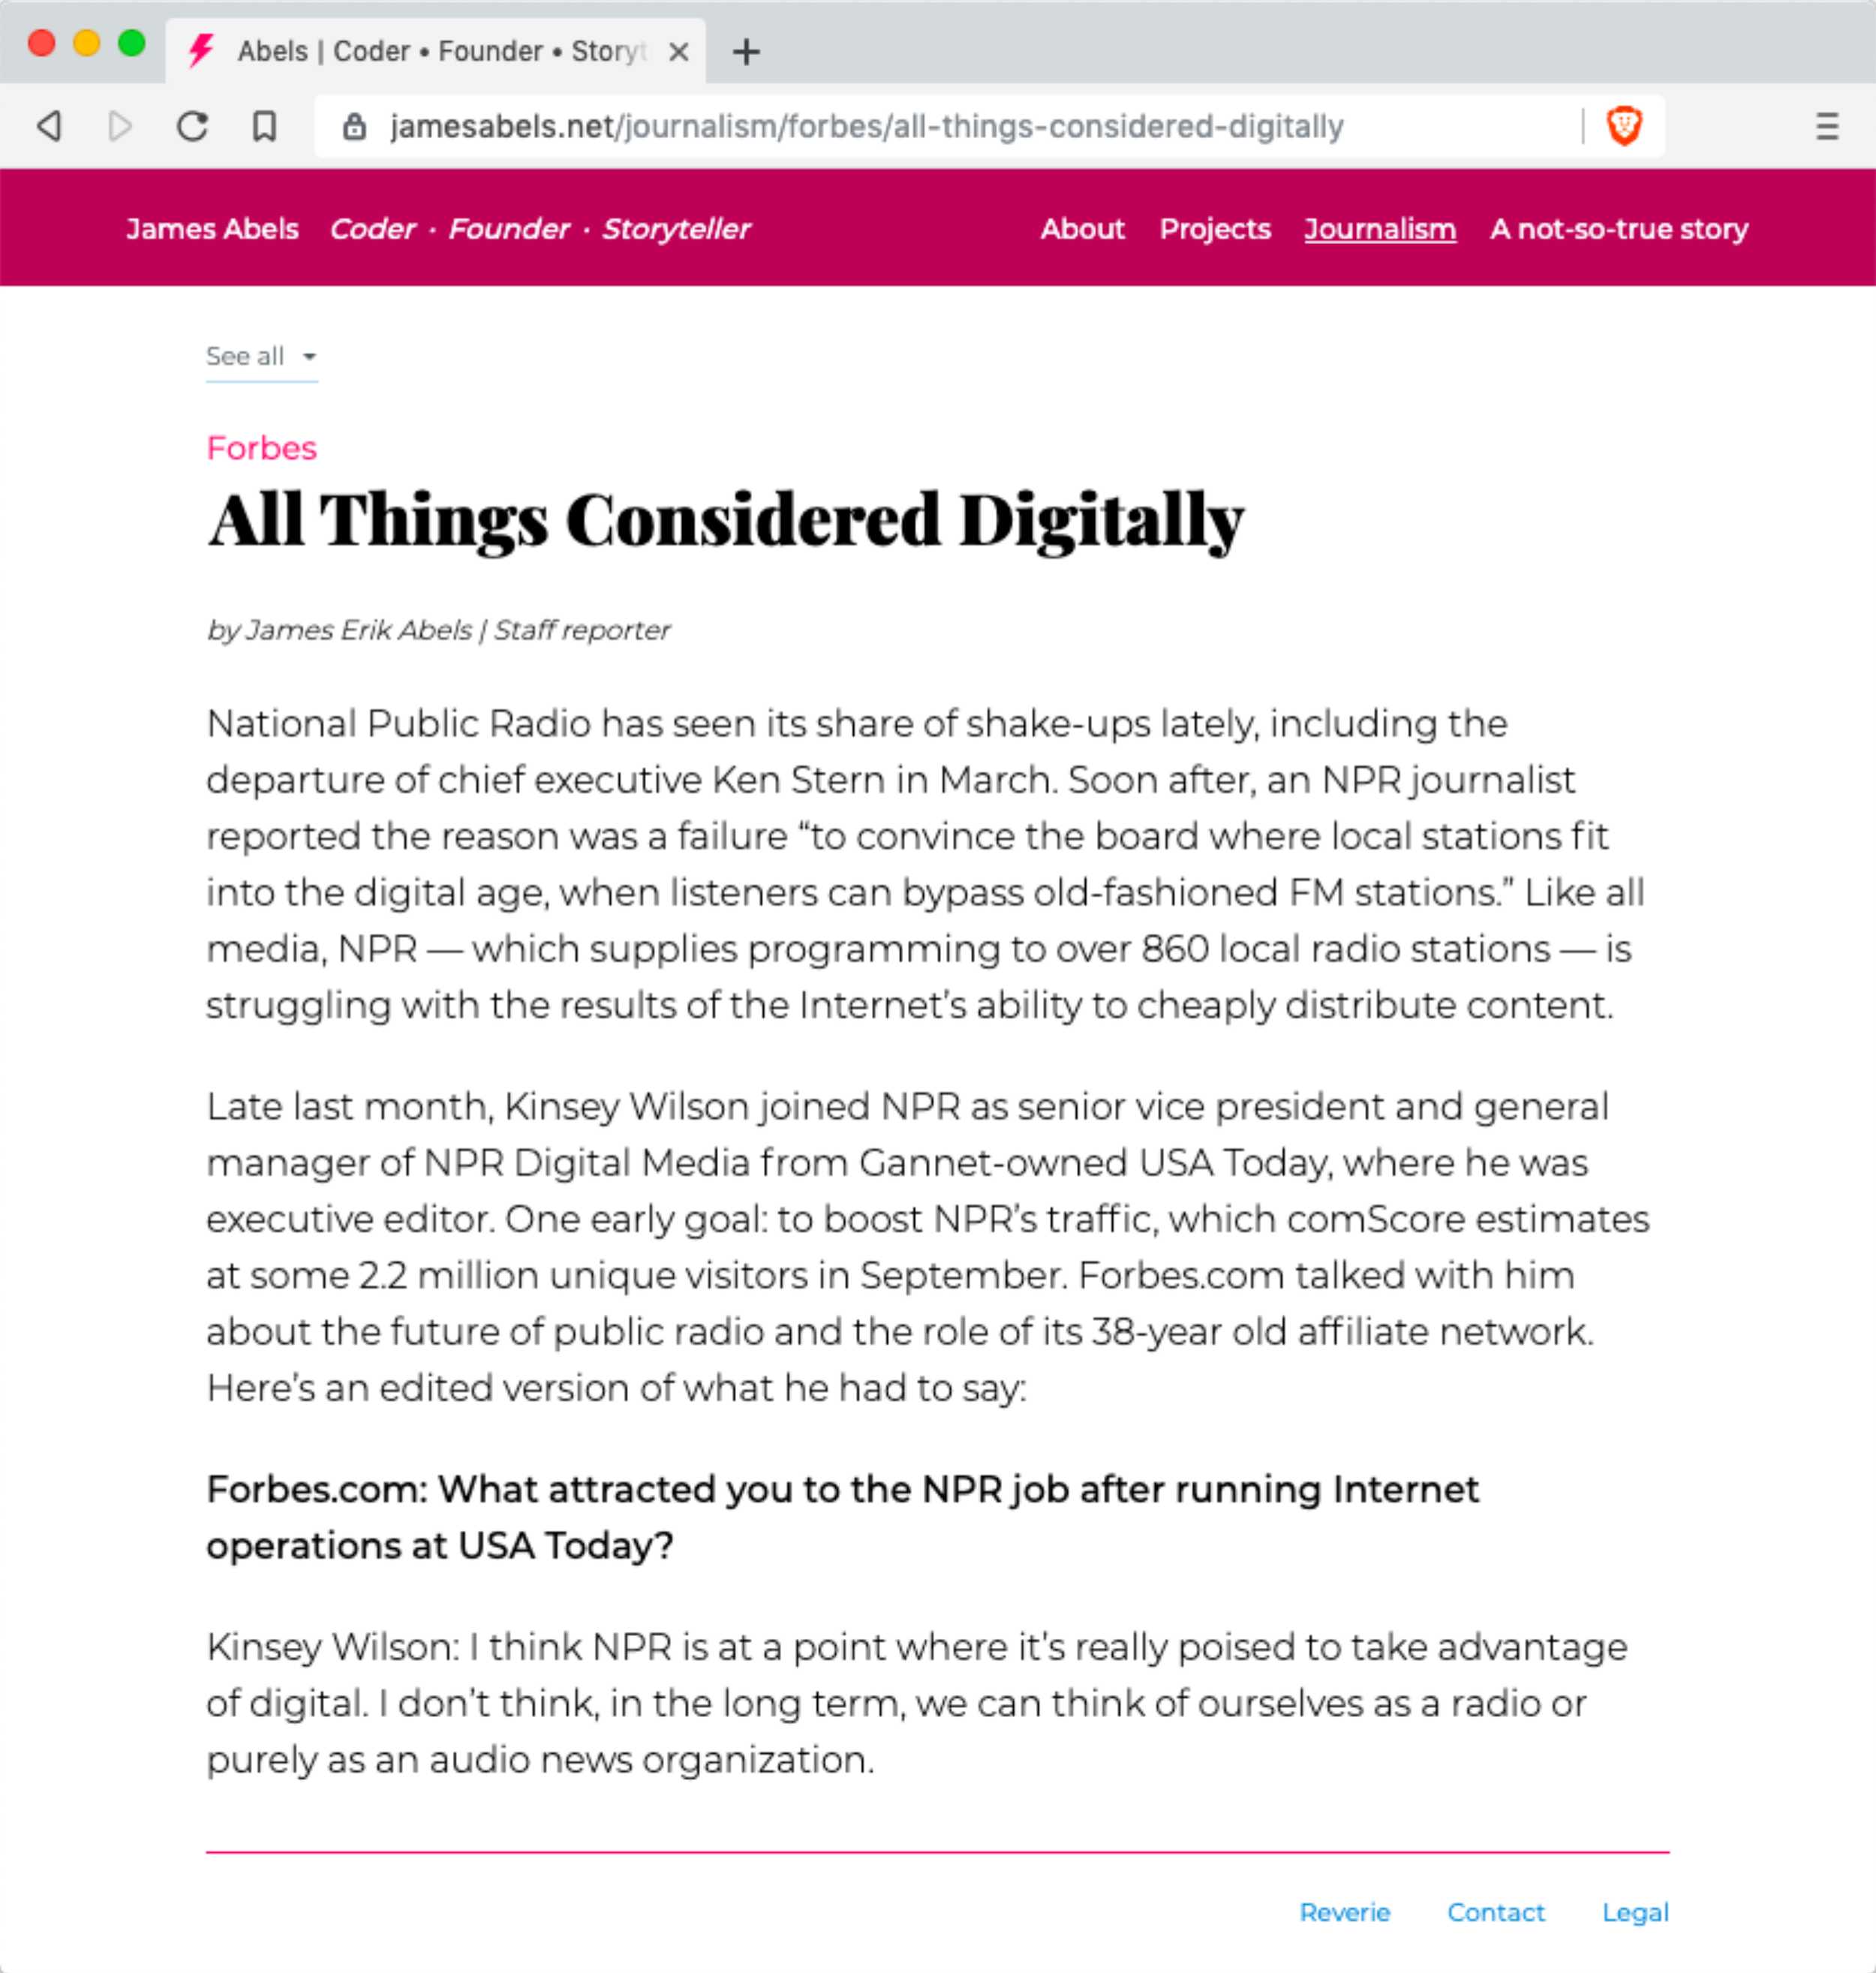 Abels | Coder • Founder • Story
jamesabels.net/journalism/forbes/all-things-considered-digitally
James Abels Coder · Founder · Storyteller About Projects Journalism A not-so-true story
See all
Forbes
All Things Considered Digitally
by James Erik Abels | Staff reporter
National Public Radio has seen its share of shake-ups lately, including the
departure of chief executive Ken Stern in March. Soon after, an NPR journalist
reported the reason was a failure “to convince the board where local stations fit
into the digital age, when listeners can bypass old-fashioned FM stations.” Like all
media, NPR — which supplies programming to over 860 local radio stations — is
struggling with the results of the Internet’s ability to cheaply distribute content.
Late last month, Kinsey Wilson joined NPR as senior vice president and general
manager of NPR Digital Media from Gannet-owned USA Today, where he was
executive editor. One early goal: to boost NPR’s traffic, which comScore estimates
at some 2.2 million unique visitors in September. Forbes.com talked with him
about the future of public radio and the role of its 38-year old affiliate network.
Here’s an edited version of what he had to say:
Forbes.com: What attracted you to the NPR job after running Internet
operations at USA Today?
Kinsey Wilson: I think NPR is at a point where it’s really poised to take advantage
of digital. I don’t think, in the long term, we can think of ourselves as a radio or
purely as an audio news organization.
Reverie Contact Legal